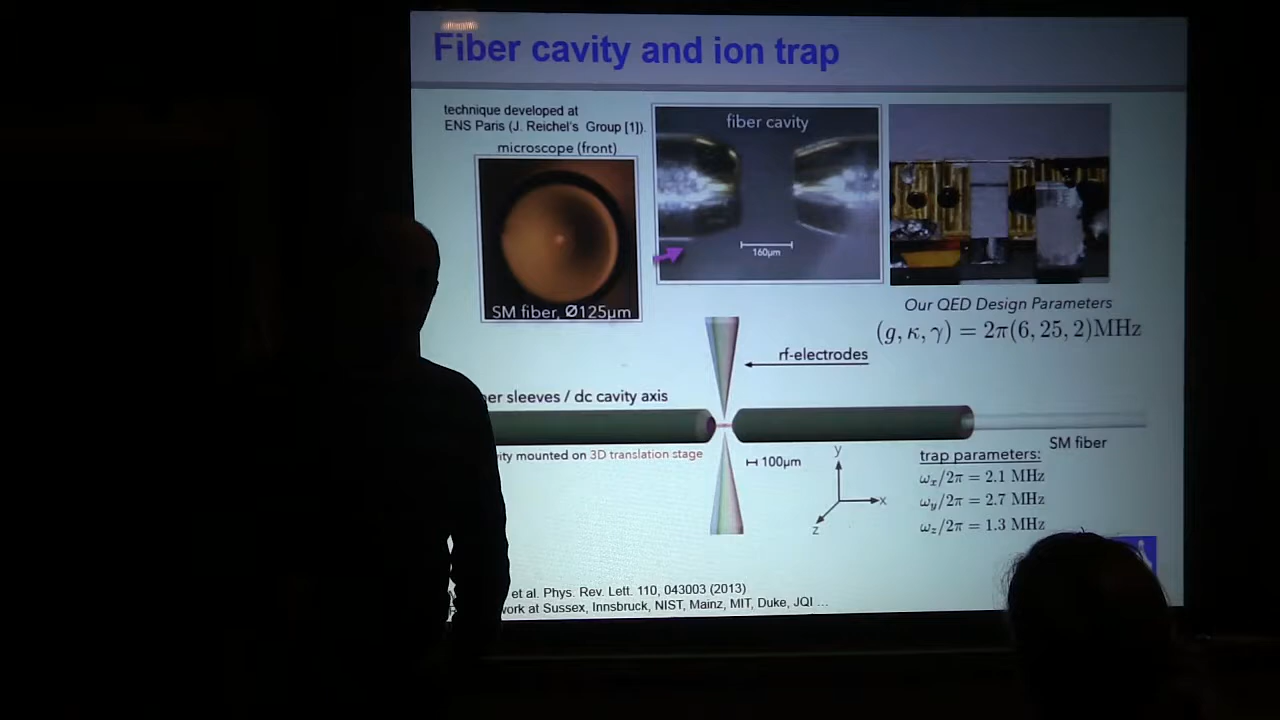 Fiber cavity and ion trap
technique developed at
ENS Paris (J. Reichel's Group [1]).
microscope (front)
SM fiber, Ø125µm
fiber cavity
160µm
Our QED Design Parameters
(g, κ, γ) = 2π(6, 25, 2)MHz
rf-electrodes
sleeves / dc cavity axis
mounted on 3D translation stage
100µm
y
x
z
SM fiber
trap parameters:
ωx/2π = 2.1 MHz
ωy/2π = 2.7 MHz
ωz/2π = 1.3 MHz
et al. Phys. Rev. Lett. 110, 043003 (2013)
at Sussex, Innsbruck, NIST, Mainz, MIT, Duke, JQI ...